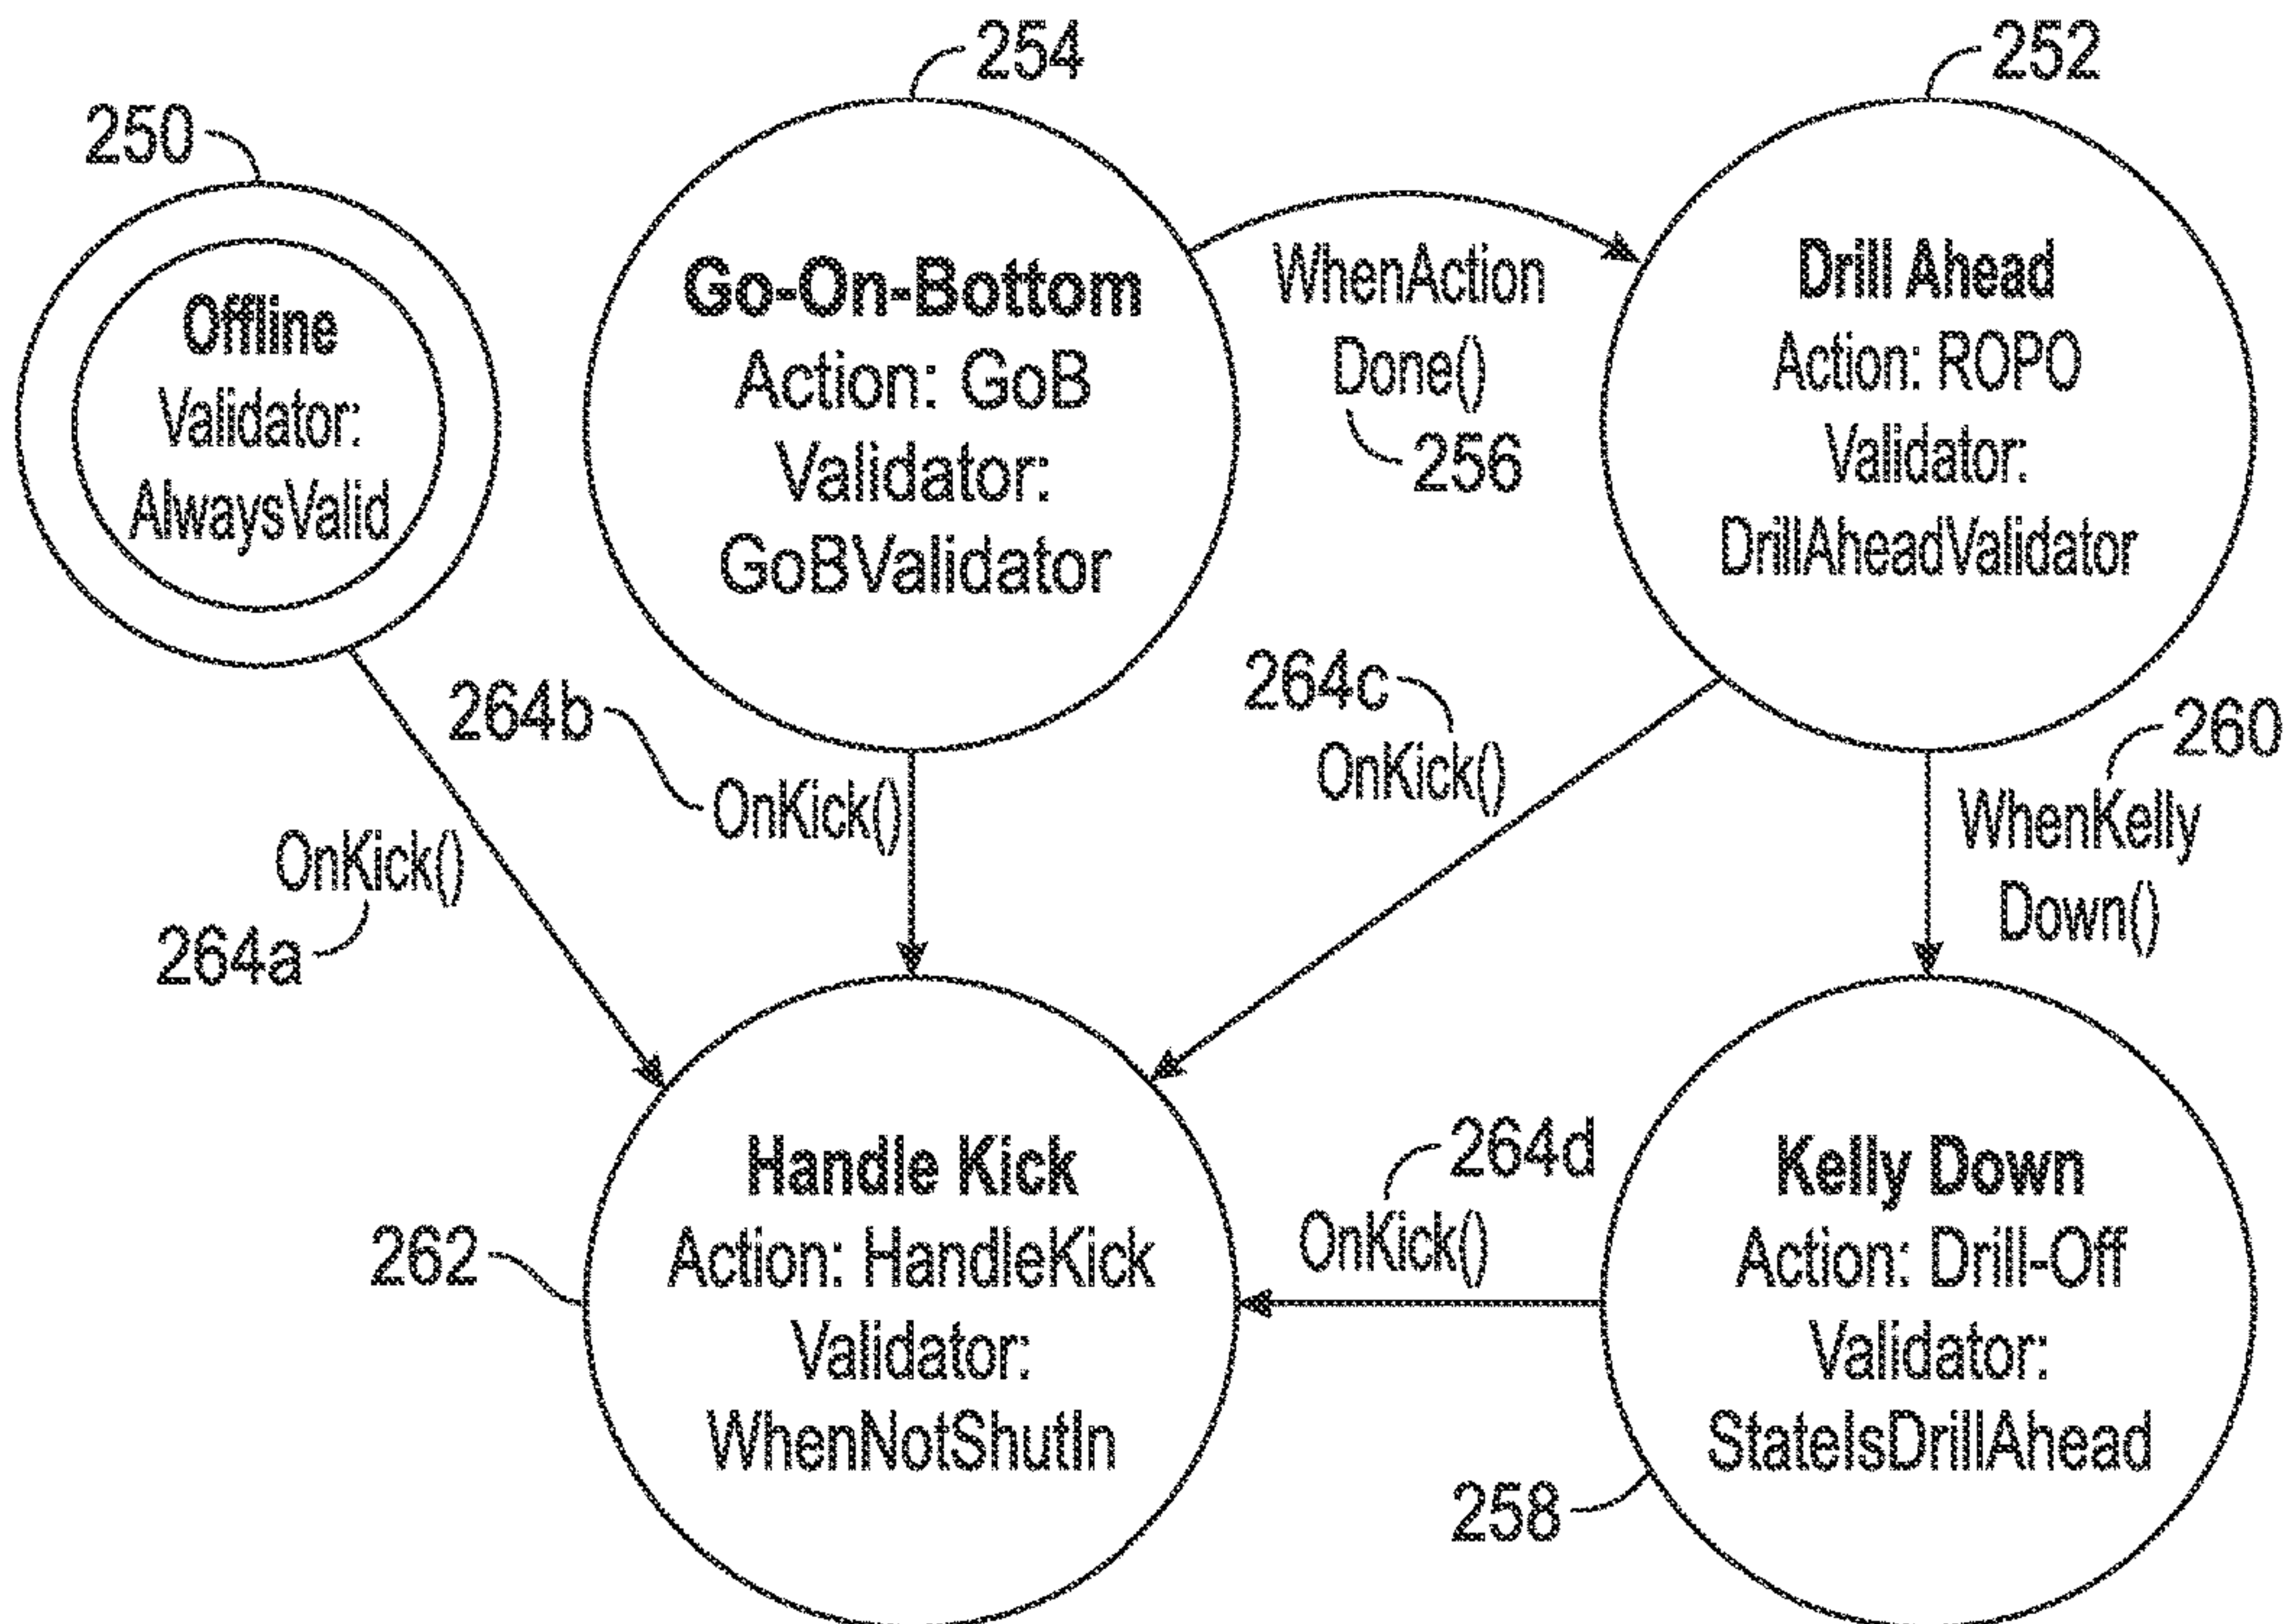 254
252
250
Offline
Validator:
AlwaysValid
Go-On-Bottom
Action: GoB
Validator:
GoBValidator
WhenAction
Done()
256
Drill Ahead
Action: ROPO
Validator:
DrillAheadValidator
264b
OnKick()
264c
OnKick()
260
WhenKelly
Down()
OnKick()
264a
Handle Kick
Action: HandleKick
Validator:
WhenNotShutIn
262
264d
OnKick()
Kelly Down
Action: Drill-Off
Validator:
StateIsDrillAhead
258